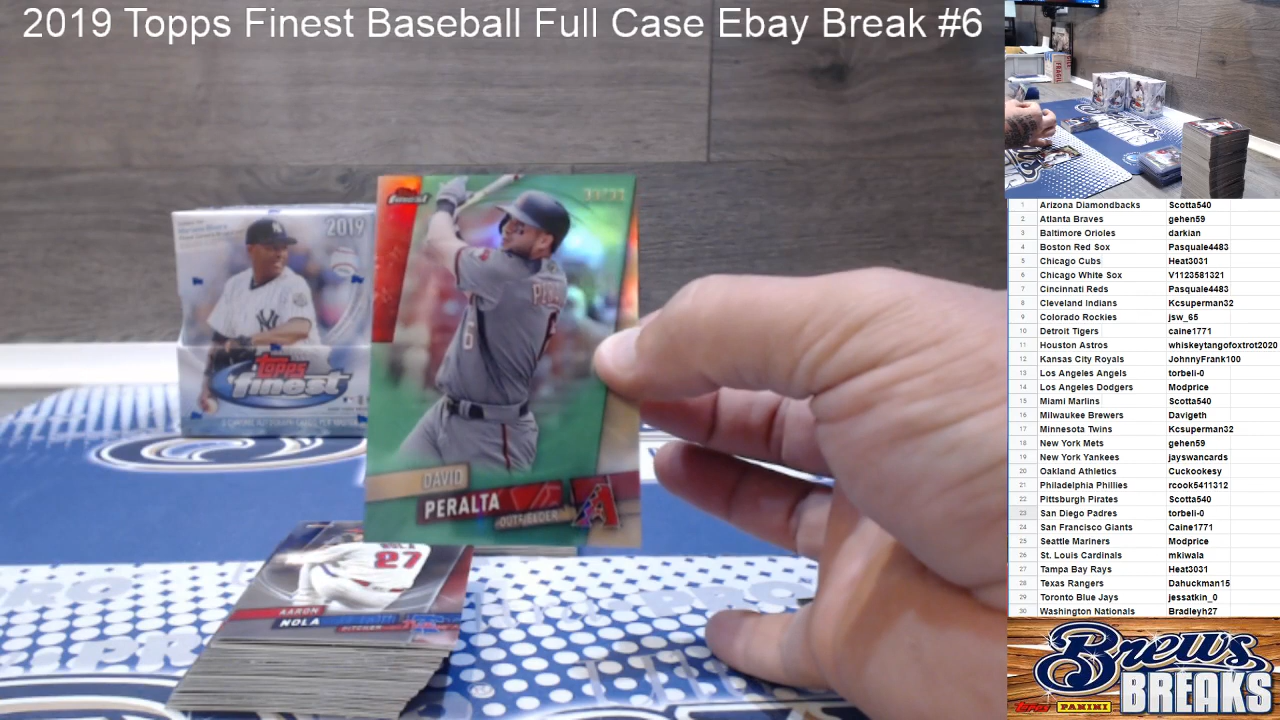 2019 Topps Finest Baseball Full Case Ebay Break #6
2019
Topps
finest
Topps
finest
DAVID
PERALTA
OUTFIELDER
6
NOLA
27
AARON
NOLA
PITCHER
FRAGILE
1 Arizona Diamondbacks Scotta540
2 Atlanta Braves gehen59
3 Baltimore Orioles darkian
4 Boston Red Sox Pasquale4483
5 Chicago Cubs Heat3031
6 Chicago White Sox V1123581321
7 Cincinnati Reds Pasquale4483
8 Cleveland Indians Kcsuperman32
9 Colorado Rockies jsw_65
10 Detroit Tigers caine1771
11 Houston Astros whiskeytangofoxtrot2020
12 Kansas City Royals JohnnyFrank100
13 Los Angeles Angels torbeli-0
14 Los Angeles Dodgers Modprice
15 Miami Marlins Scotta540
16 Milwaukee Brewers Davigeth
17 Minnesota Twins Kcsuperman32
18 New York Mets gehen59
19 New York Yankees jayswancards
20 Oakland Athletics Cuckookesy
21 Philadelphia Phillies rcook5411312
22 Pittsburgh Pirates Scotta540
23 San Diego Padres torbeli-0
24 San Francisco Giants Caine1771
25 Seattle Mariners Modprice
26 St. Louis Cardinals mkiwala
27 Tampa Bay Rays Heat3031
28 Texas Rangers Dahuckman15
29 Toronto Blue Jays jessatkin_0
30 Washington Nationals Bradleyh27
Brews
BREAKS
Topps PANINI